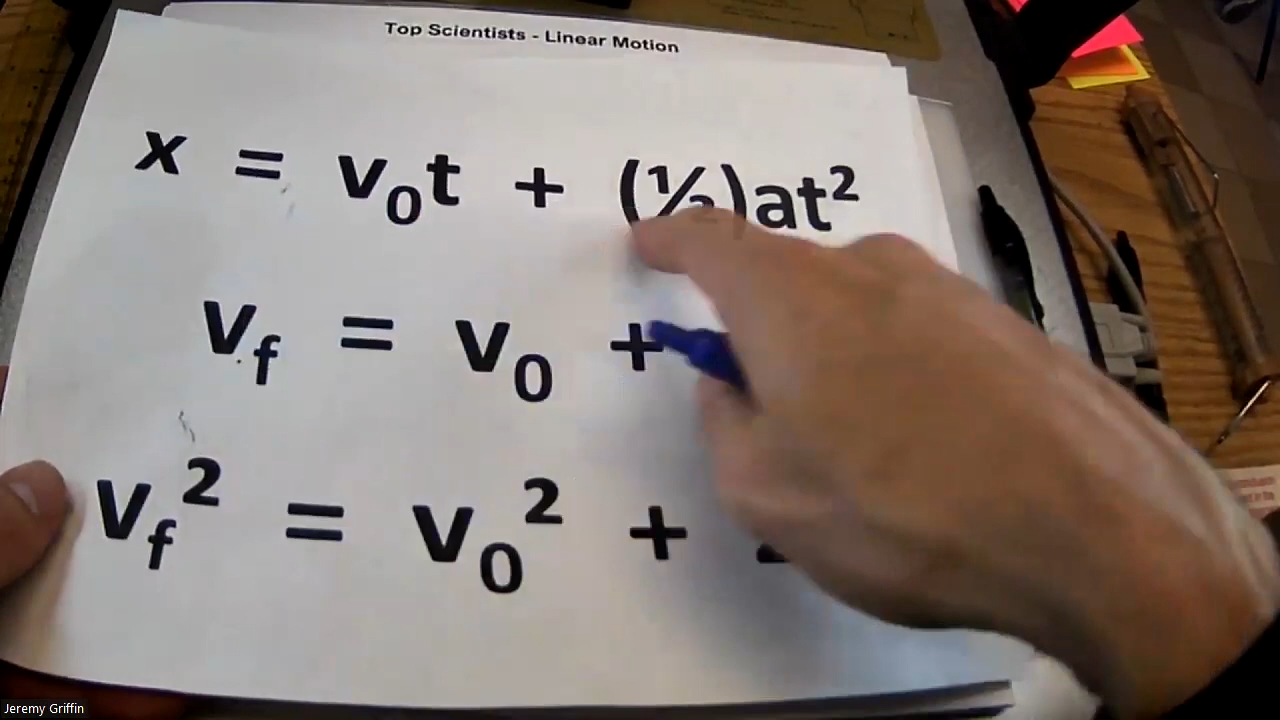 Top Scientists - Linear Motion
x = v₀t + (½)at²
v_f = v₀ +
v_f² = v₀² +
Jeremy Griffin